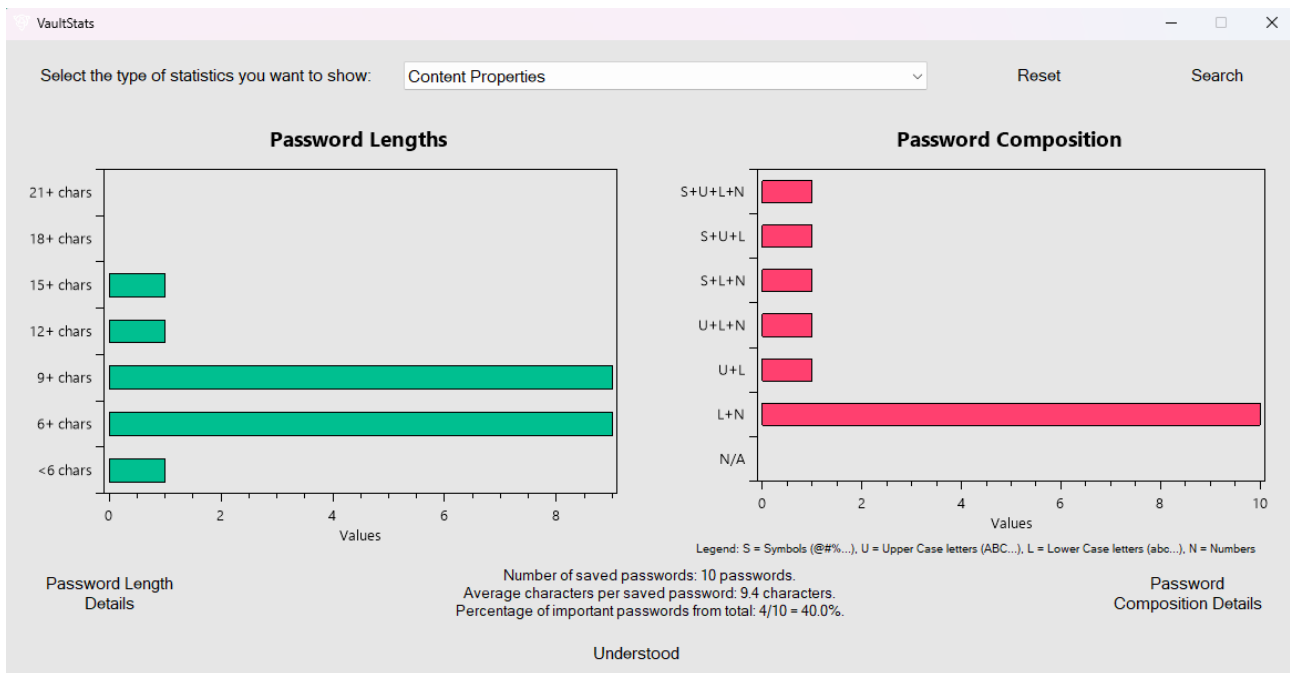 VaultStats
Select the type of statistics you want to show:
Content Properties
Reset
Search
Password Lengths
21+ chars
18+ chars
15+ chars
12+ chars
9+ chars
6+ chars
<6 chars
0 2 4 6 8
Values
Password Composition
S+U+L+N
S+U+L
S+L+N
U+L+N
U+L
L+N
N/A
0 2 4 6 8 10
Values
Legend: S = Symbols (@#%...), U = Upper Case letters (ABC...), L = Lower Case letters (abc...), N = Numbers
Password Length
Details
Number of saved passwords: 10 passwords.
Average characters per saved password: 9.4 characters.
Percentage of important passwords from total: 4/10 = 40.0%.
Password
Composition Details
Understood